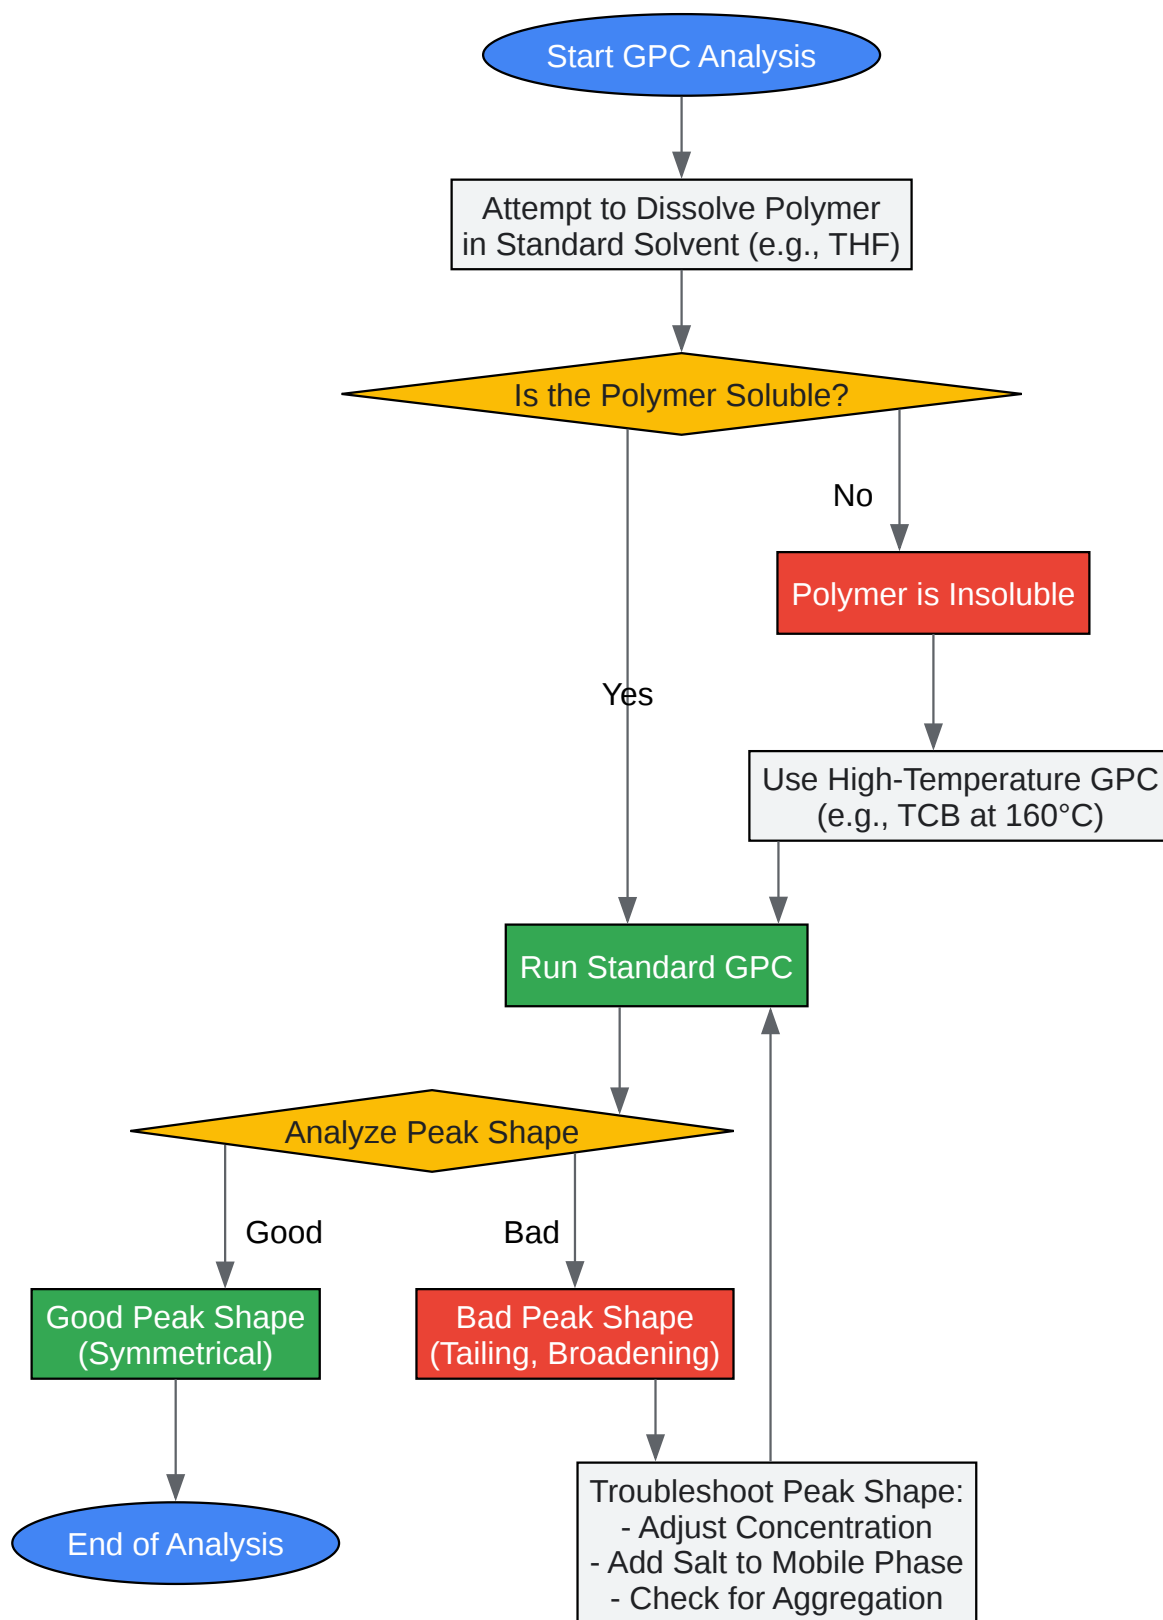 Start GPC Analysis
Attempt to Dissolve Polymer
in Standard Solvent (e.g., THF)
Is the Polymer Soluble?
No
Polymer is Insoluble
Yes
Use High-Temperature GPC
(e.g., TCB at 160°C)
Run Standard GPC
Analyze Peak Shape
Good
Bad
Good Peak Shape
(Symmetrical)
Bad Peak Shape
(Tailing, Broadening)
Troubleshoot Peak Shape:
- Adjust Concentration
- Add Salt to Mobile Phase
- Check for Aggregation
End of Analysis